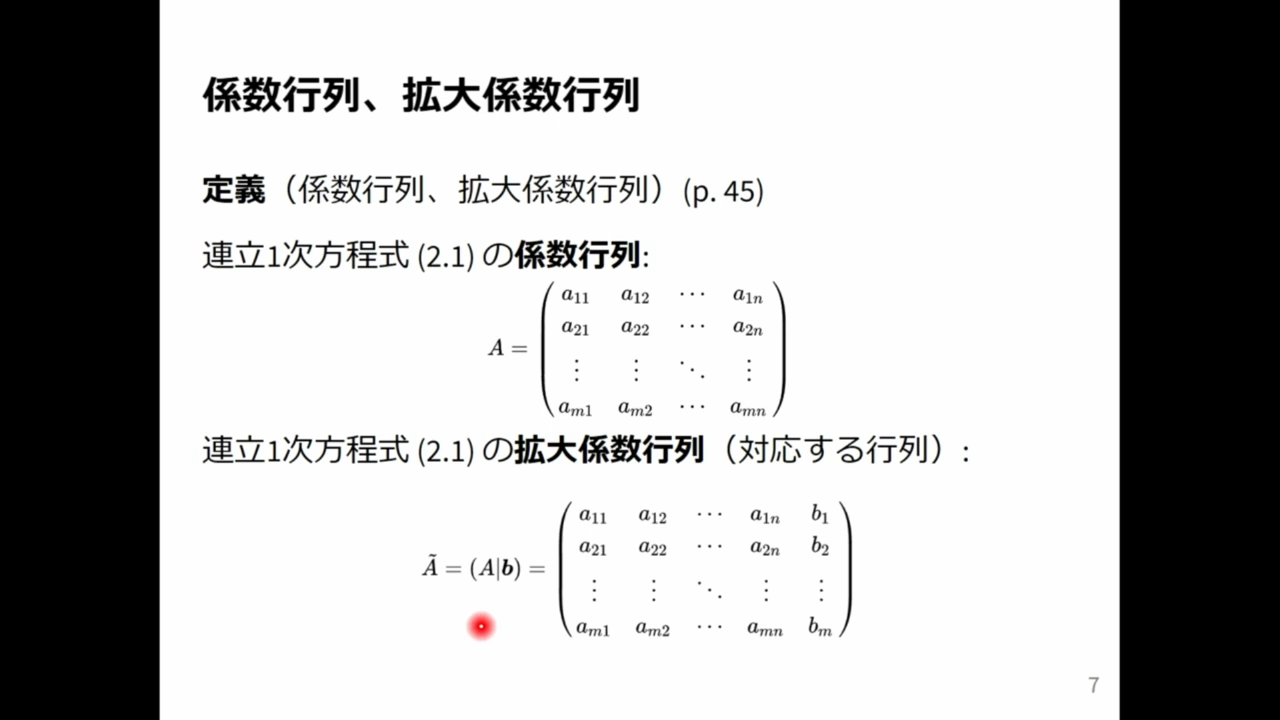 係数行列、拡大係数行列
定義（係数行列、拡大係数行列）(p. 45)
連立1次方程式 (2.1) の係数行列:
a₁₁ a₁₂ ⋯ a₁ₙ
a₂₁ a₂₂ ⋯ a₂ₙ
A =
⋮ ⋮ ⋱ ⋮
aₘ₁ aₘ₂ ⋯ aₘₙ
連立1次方程式 (2.1) の拡大係数行列（対応する行列）:
a₁₁ a₁₂ ⋯ a₁ₙ b₁
a₂₁ a₂₂ ⋯ a₂ₙ b₂
Ã = (A|b) =
⋮ ⋮ ⋱ ⋮ ⋮
aₘ₁ aₘ₂ ⋯ aₘₙ bₘ
7